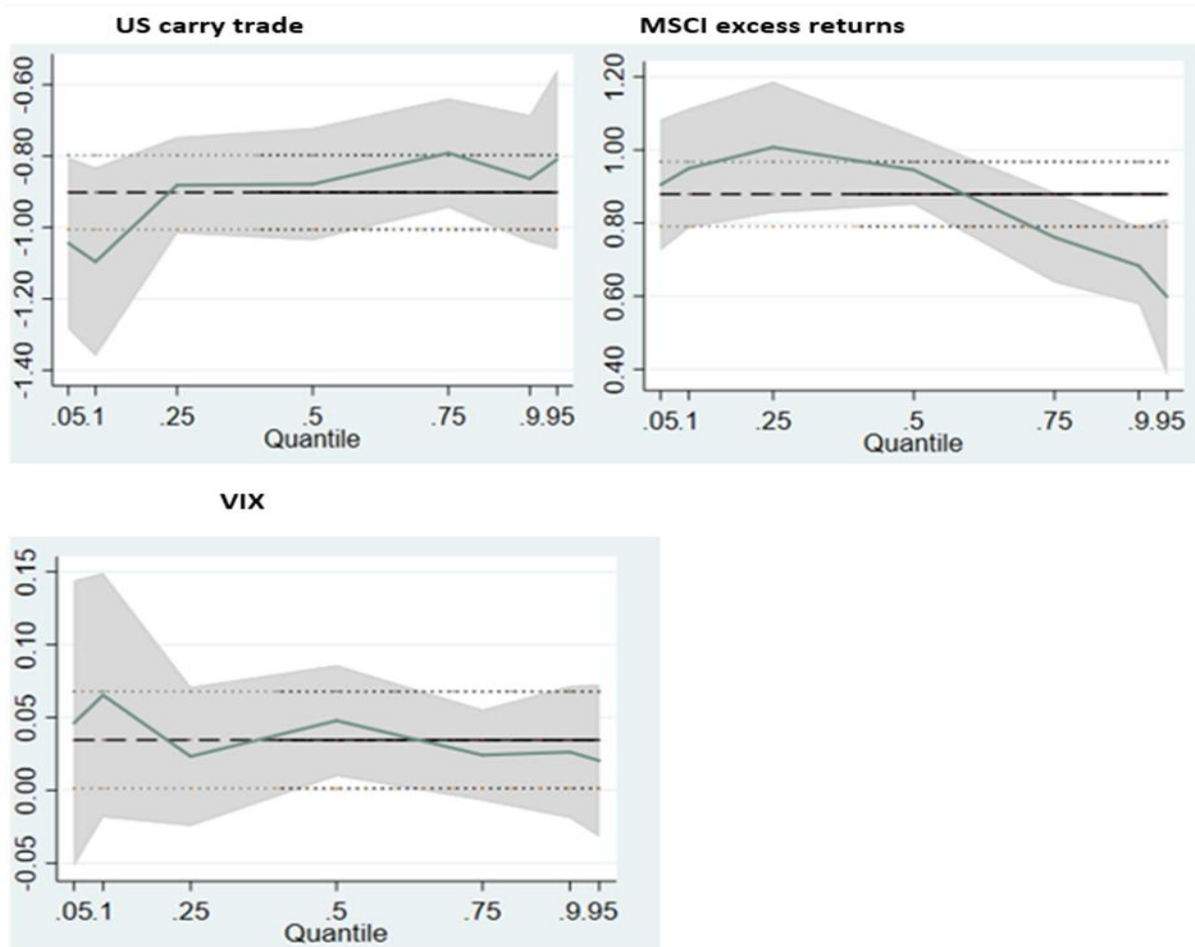 US carry trade
-0.60
-0.80
-1.00
-1.20
-1.40
.05 .1 .25 .5 .75 .9 .95
Quantile
MSCI excess returns
1.20
1.00
0.80
0.60
0.40
.05 .1 .25 .5 .75 .9 .95
Quantile
VIX
0.15
0.10
0.05
0.00
-0.05
.05 .1 .25 .5 .75 .9 .95
Quantile